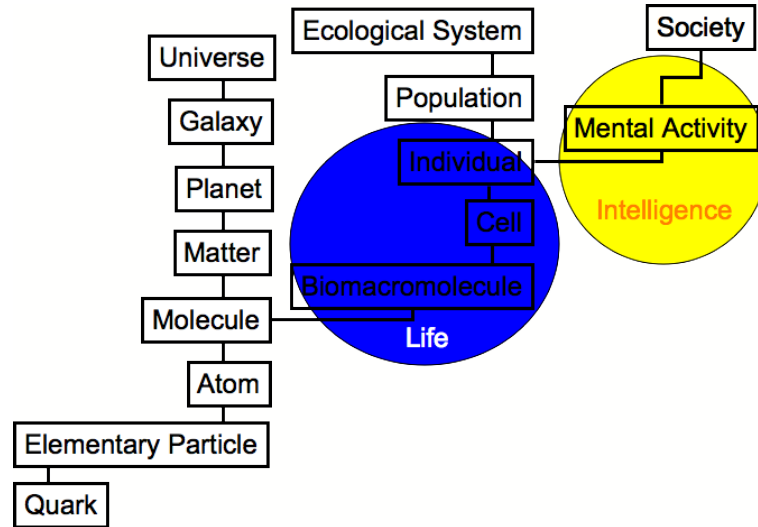 Ecological System
Society
Universe
Population
Galaxy
Mental Activity
Individual
Planet
Intelligence
Cell
Matter
Biomacromolecule
Molecule
Life
Atom
Elementary Particle
Quark